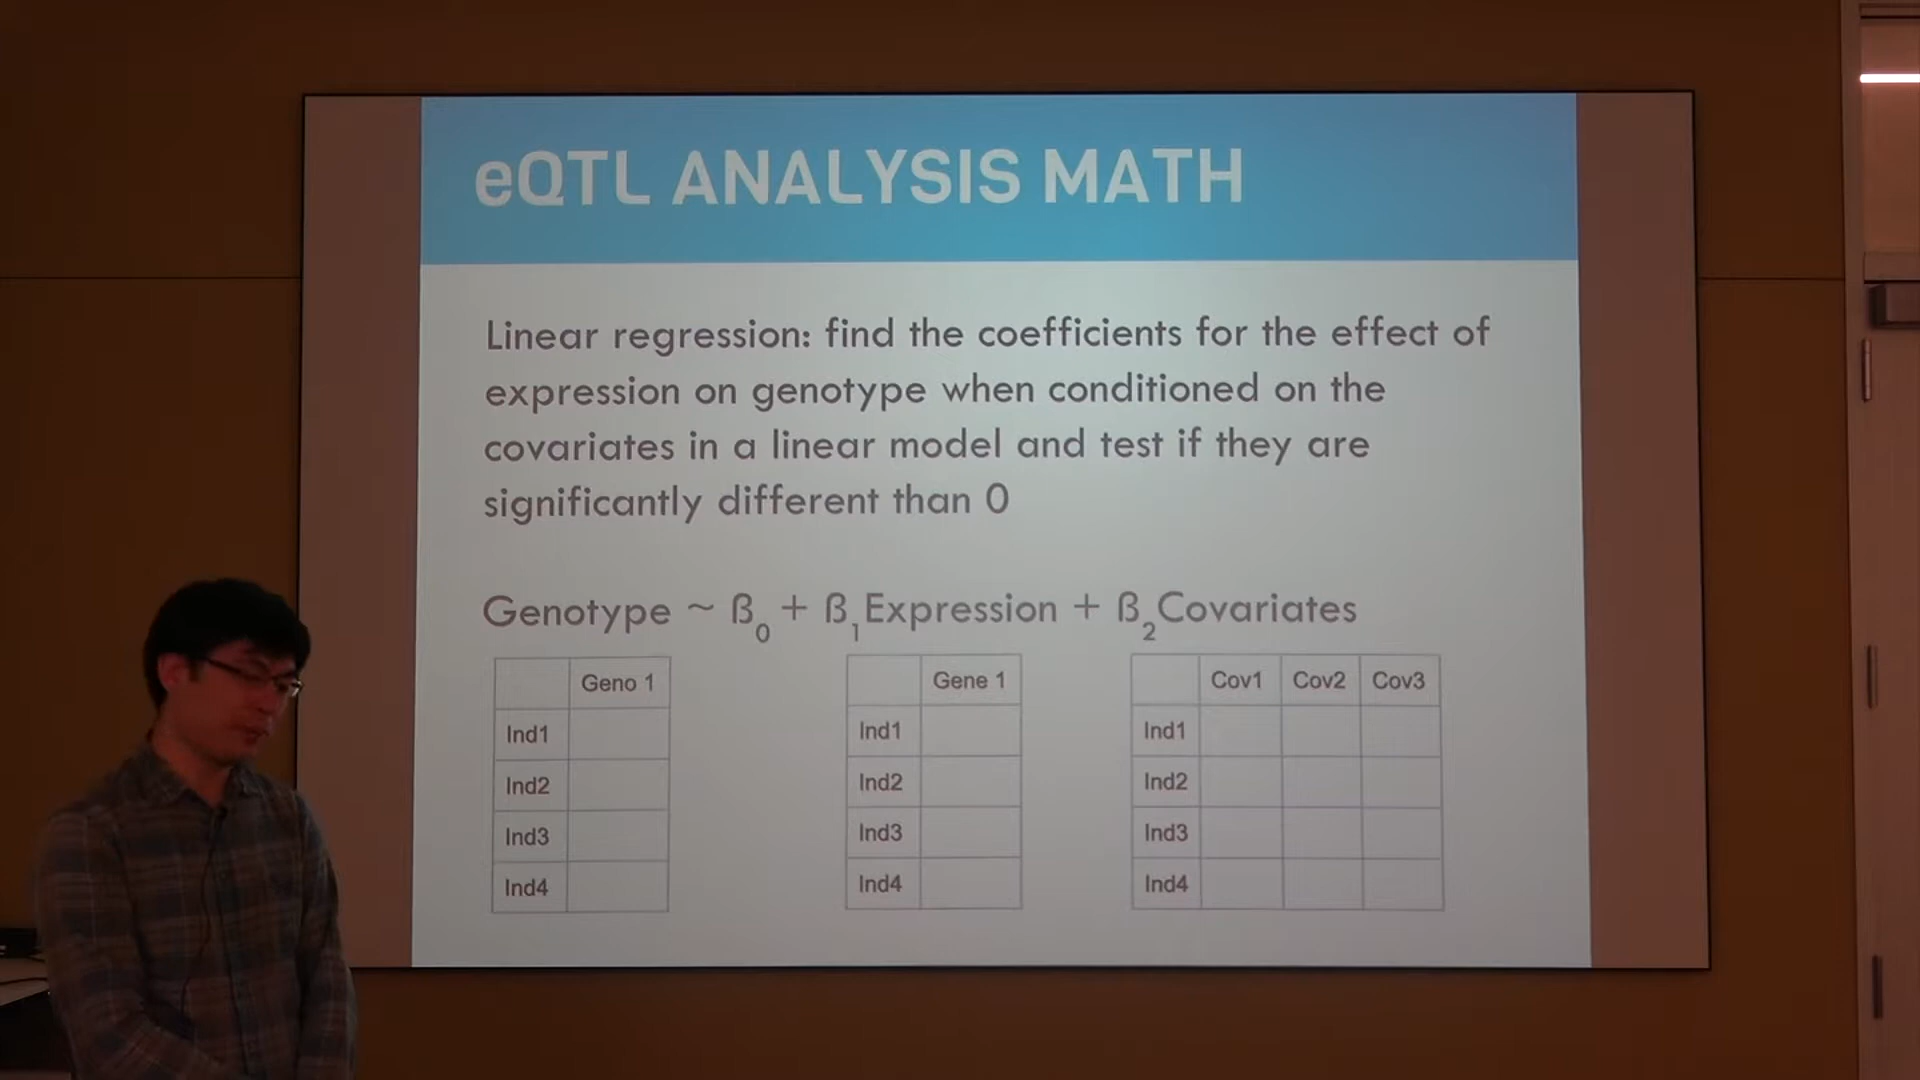 eQTL ANALYSIS MATH
Linear regression: find the coefficients for the effect of
expression on genotype when conditioned on the
covariates in a linear model and test if they are
significantly different than 0
Genotype ~ ß0 + ß1Expression + ß2Covariates
Geno 1
Ind1
Ind2
Ind3
Ind4
Gene 1
Ind1
Ind2
Ind3
Ind4
Cov1 Cov2 Cov3
Ind1
Ind2
Ind3
Ind4